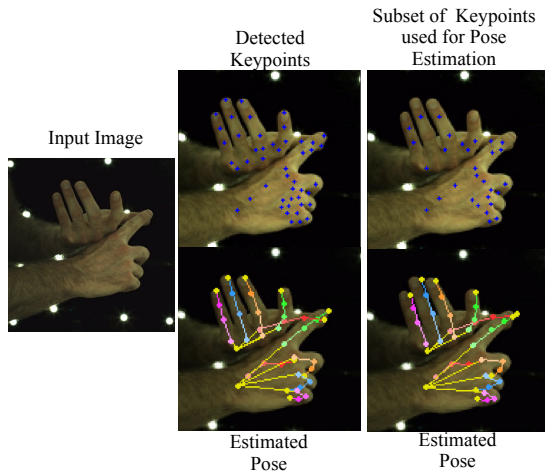 Input Image
Detected
Keypoints
Subset of  Keypoints
used for Pose
Estimation
Estimated
Pose
Estimated
Pose